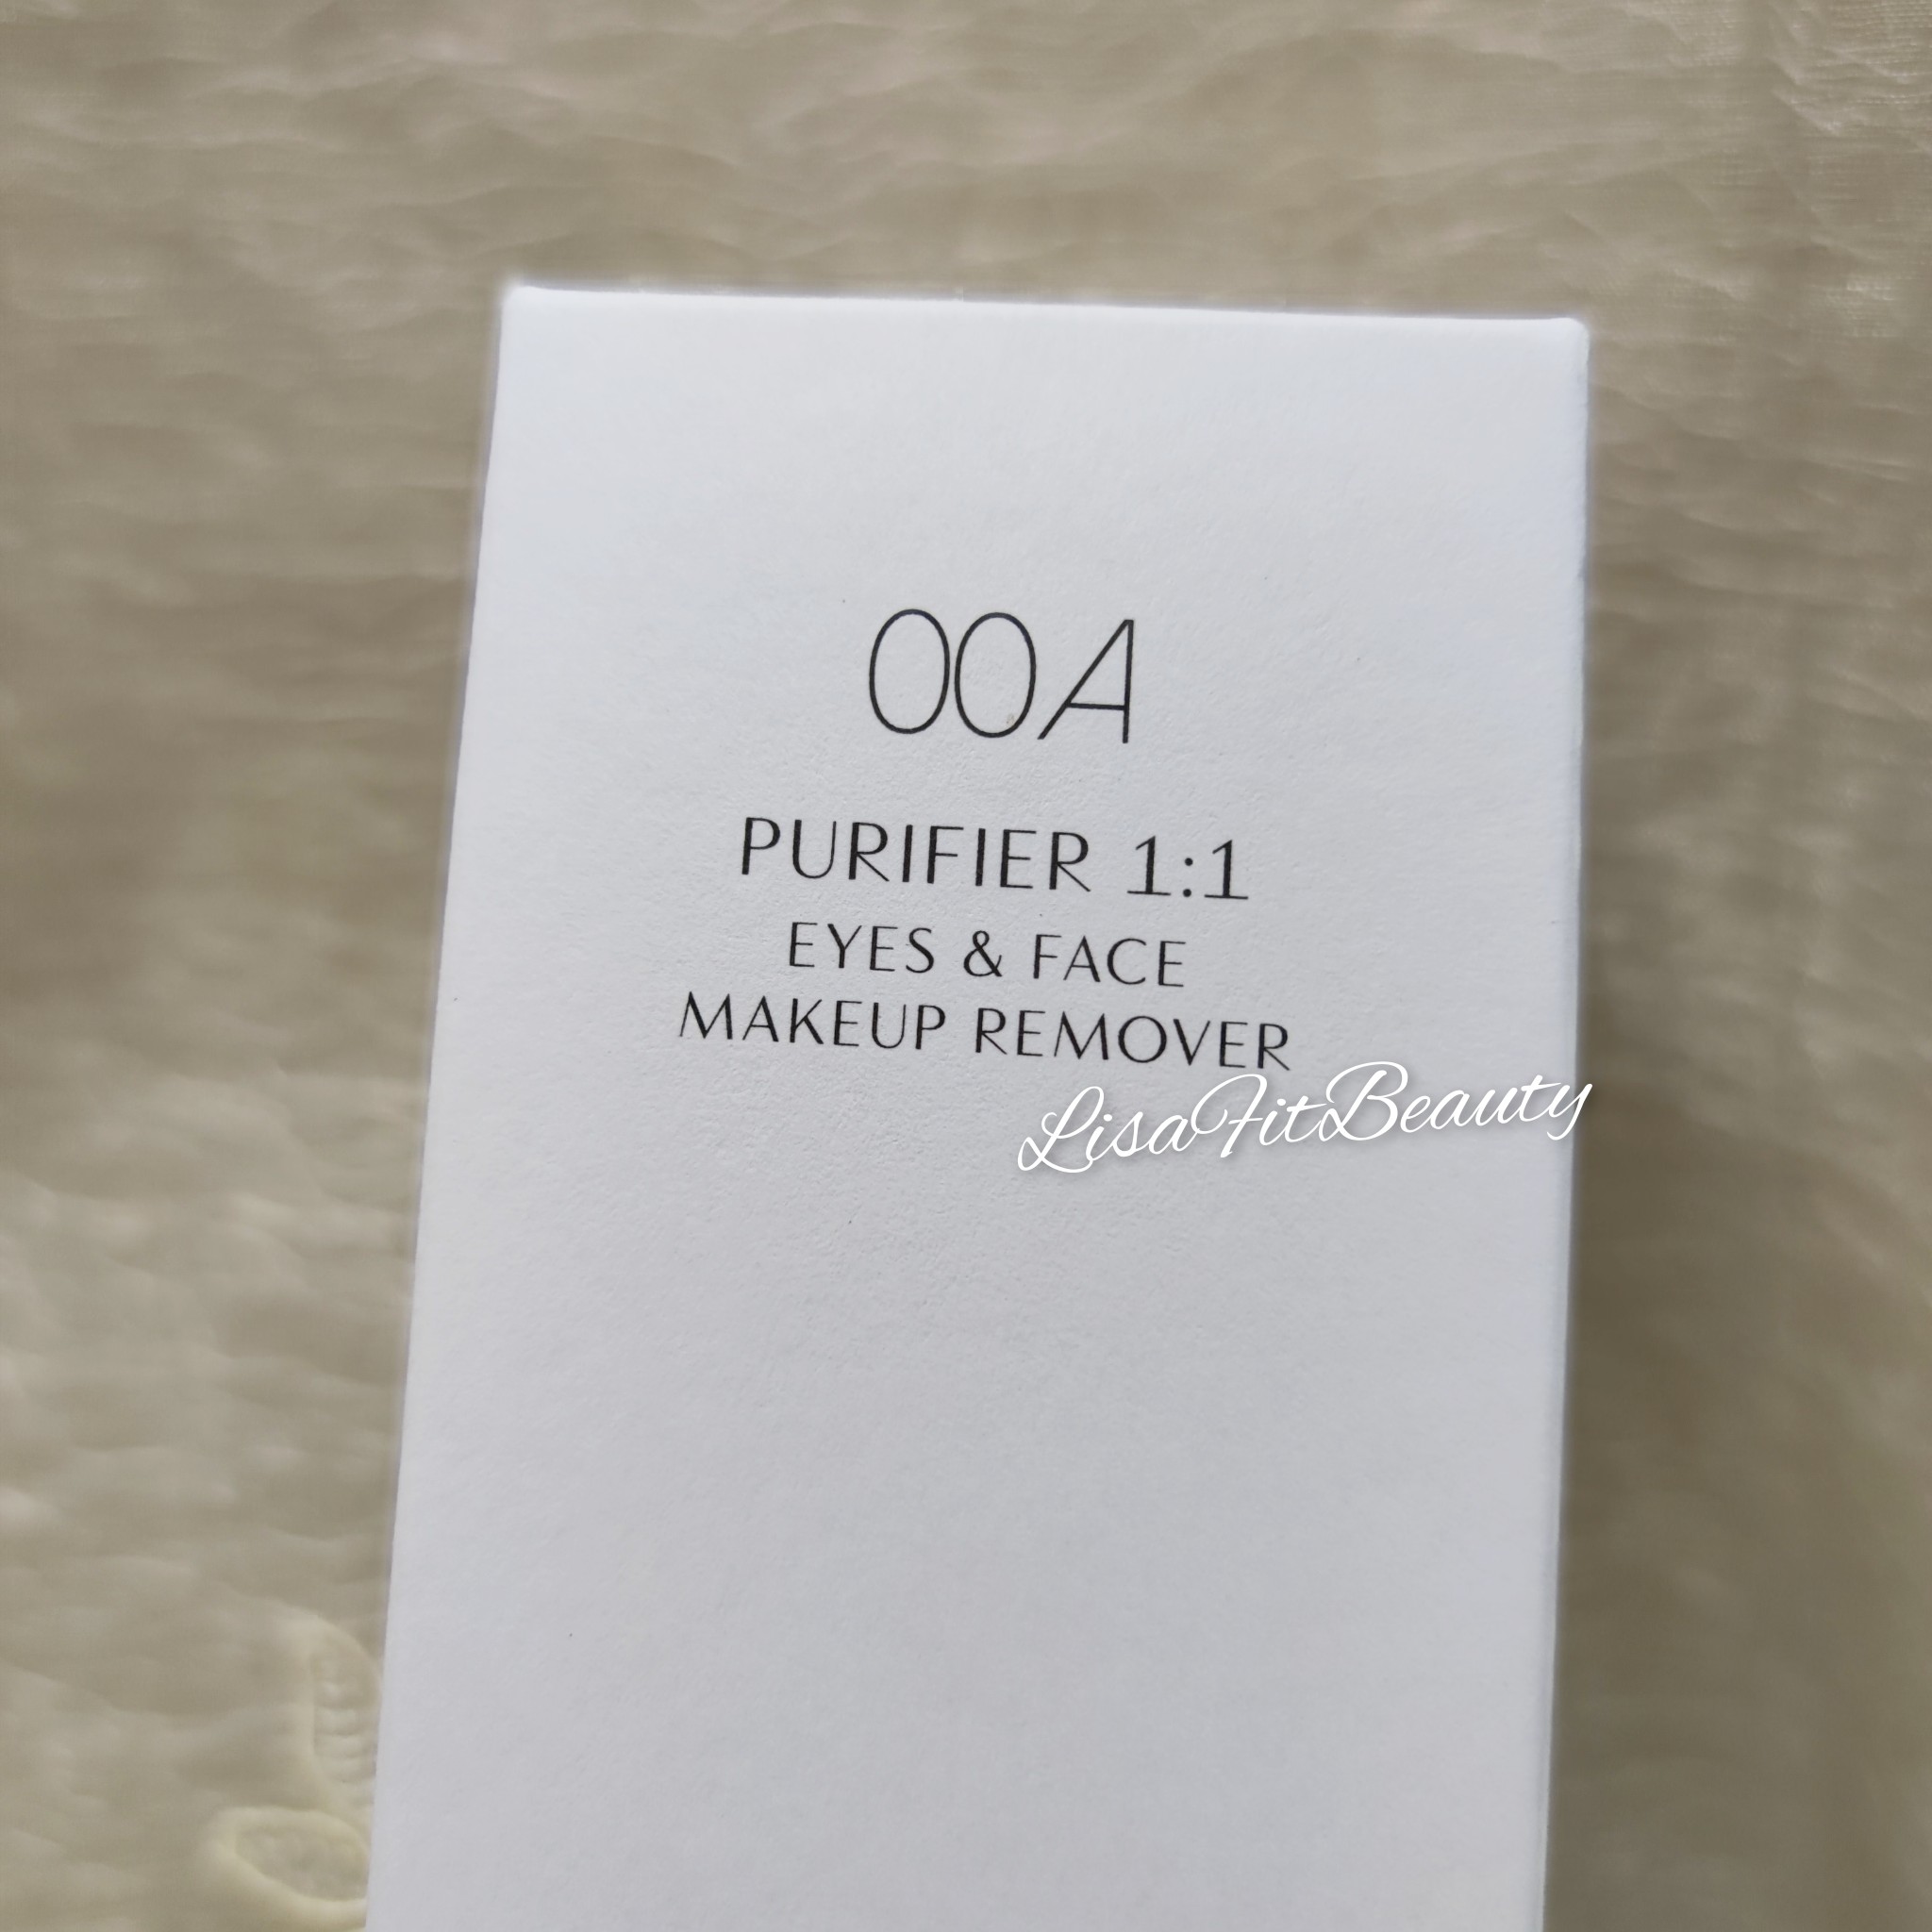 00A
PURIFIER 1:1
EYES & FACE
MAKEUP REMOVER
LisaFitBeauty